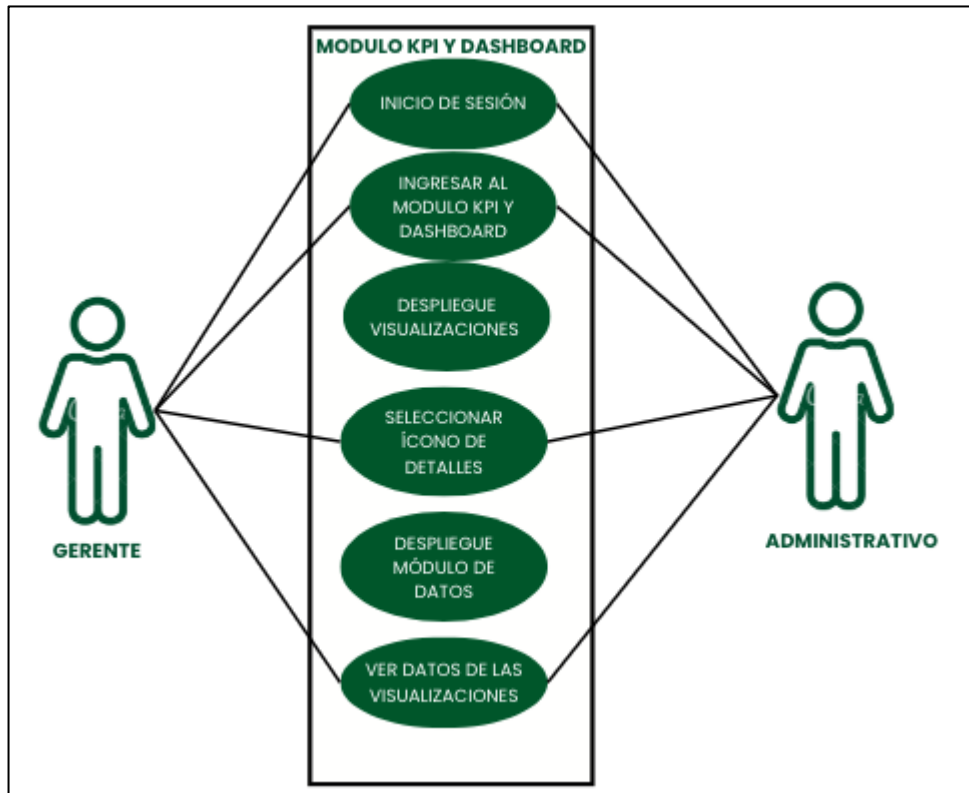 MODULO KPI Y DASHBOARD
INICIO DE SESIÓN
INGRESAR AL
MODULO KPI Y
DASHBOARD
DESPLIEGUE
VISUALIZACIONES
SELECCIONAR
ÍCONO DE
DETALLES
DESPLIEGUE
MÓDULO DE
DATOS
VER DATOS DE LAS
VISUALIZACIONES
GERENTE
ADMINISTRATIVO